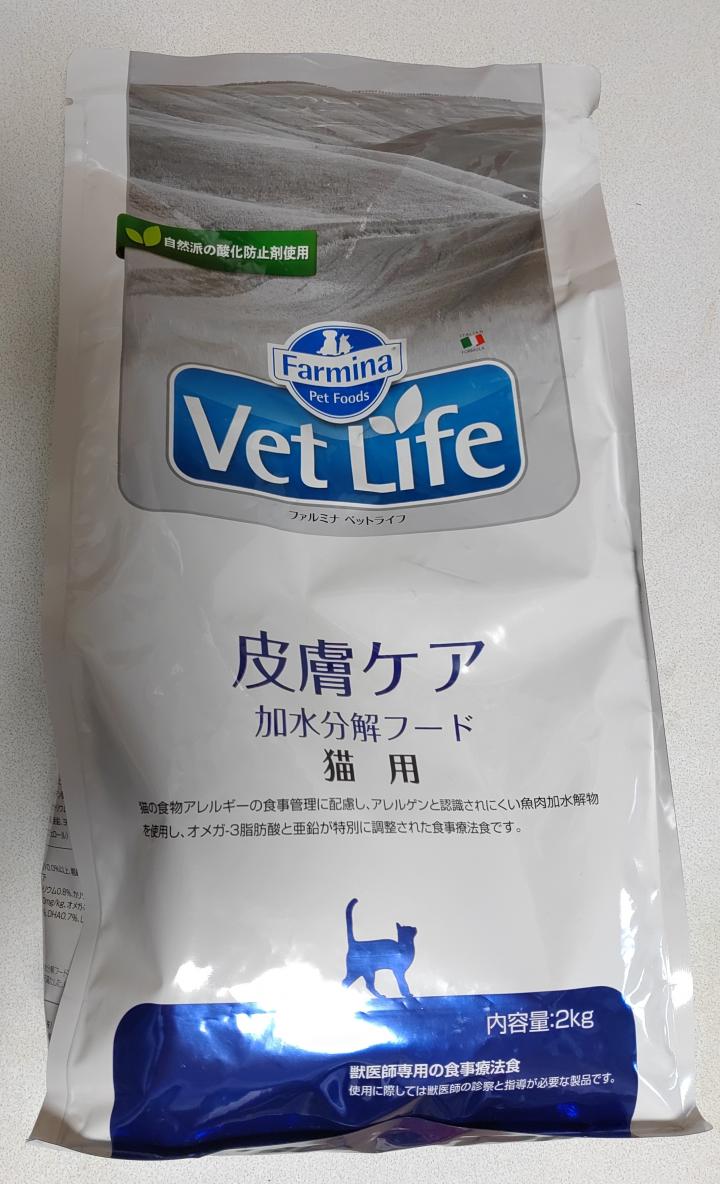 自然派の酸化防止剤使用
Farmina
Pet Foods
ITALIAN
FORMULA
Vet Life
ファルミナ ベットライフ
皮膚ケア
加水分解フード
猫用
猫の食物アレルギーの食事管理に配慮し、アレルゲンと認識されにくい魚肉加水解物
を使用し、オメガ-3脂肪酸と亜鉛が特別に調整された食事療法食です。
内容量:2kg
獣医師専用の食事療法食
使用に際しては獣医師の診察と指導が必要な製品です。